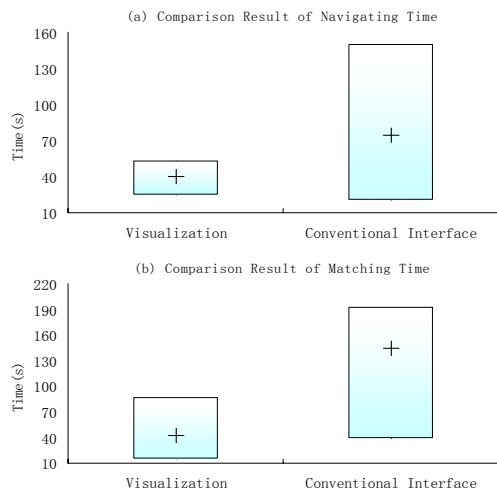 (a) Comparison Result of Navigating Time
160
130
100
70
40
10
Time(s)
Visualization Conventional Interface
(b) Comparison Result of Matching Time
220
190
160
130
100
70
40
10
Time(s)
Visualization Conventional Interface